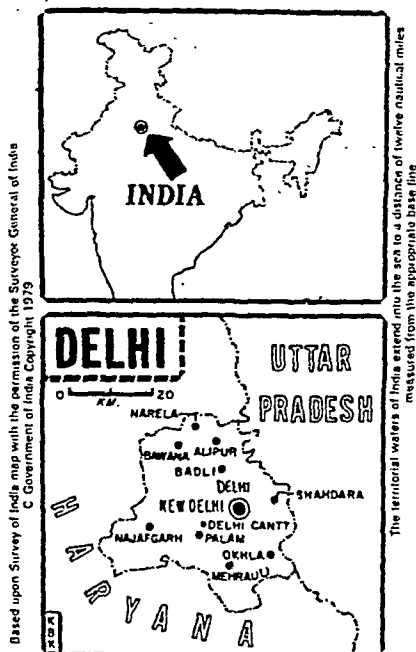 Based upon Survey of India map with the permission of the Surveyor General of India
© Government of India Copyright 1979
INDIA
The territorial waters of India extend into the sea to a distance of twelve nautical miles
measured from the appropriate base line
DELHI
0 20
KM.
UTTAR
PRADESH
NARELA
BAWANA ALIPUR
BADLI
DELHI
SHAHDARA
NEW DELHI
DELHI CANTT
NAJAFGARH PALAM
OKHLA
MEHRAULI
HARYANA